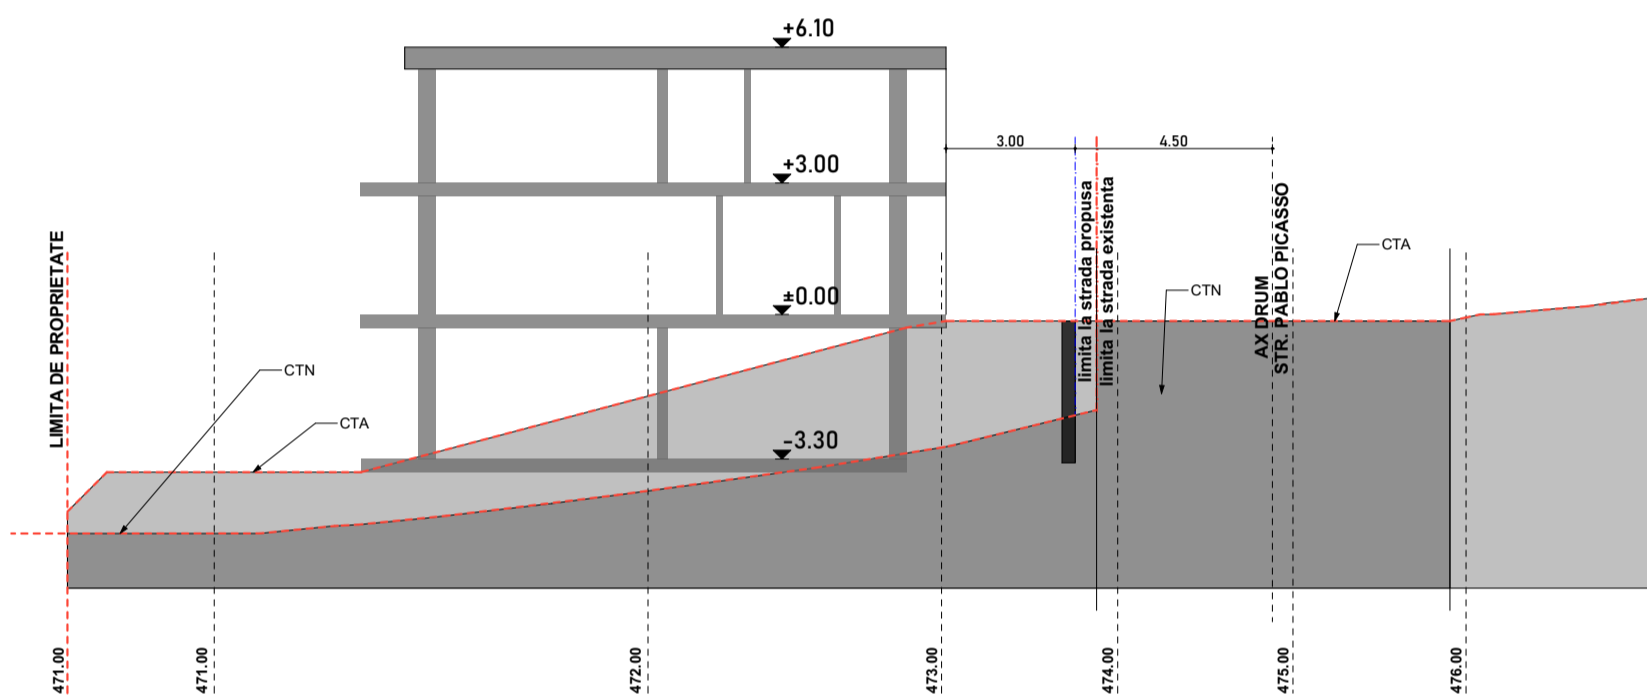 +6.10
3.00
4.50
+3.00
LIMITA DE PROPRIETATE
limita la strada propusa
limita la strada existenta
AX DRUM
STR. PABLO PICASSO
CTA
CTN
±0.00
CTN
CTA
-3.30
471.00
471.00
472.00
473.00
474.00
475.00
476.00